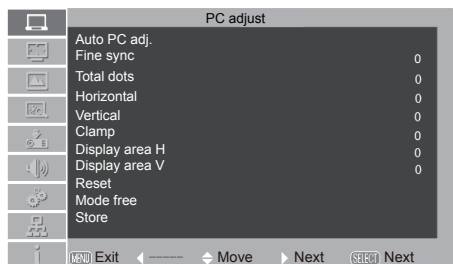 PC adjust
Auto PC adj.
Fine sync 0
Total dots 0
Horizontal 0
Vertical 0
Clamp 0
Display area H 0
Display area V 0
Reset
Mode free
Store
MENU Exit ----- Move Next SELECT Next